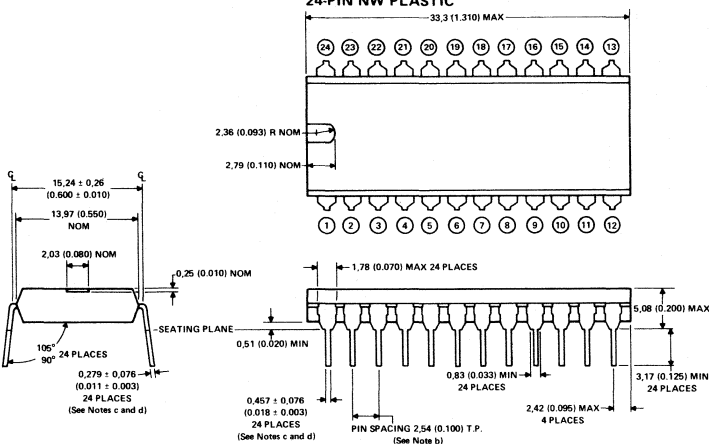 24-PIN NW PLASTIC
33,3 (1.310) MAX
24 23 22 21 20 19 18 17 16 15 14 13
2,36 (0.093) R NOM
2,79 (0.110) NOM
1 2 3 4 5 6 7 8 9 10 11 12
℄ ℄
15,24 ± 0,26
(0.600 ± 0.010)
13,97 (0.550)
NOM
2,03 (0.080) NOM
0,25 (0.010) NOM
SEATING PLANE
105°
90°
24 PLACES
0,279 ± 0,076
(0.011 ± 0.003)
24 PLACES
(See Notes c and d)
1,78 (0.070) MAX 24 PLACES
5,08 (0.200) MAX
0,51 (0.020) MIN
0,83 (0.033) MIN
24 PLACES
3,17 (0.125) MIN
24 PLACES
0,457 ± 0,076
(0.018 ± 0.003)
24 PLACES
(See Notes c and d)
PIN SPACING 2,54 (0.100) T.P.
(See Note b)
2,42 (0.095) MAX
4 PLACES